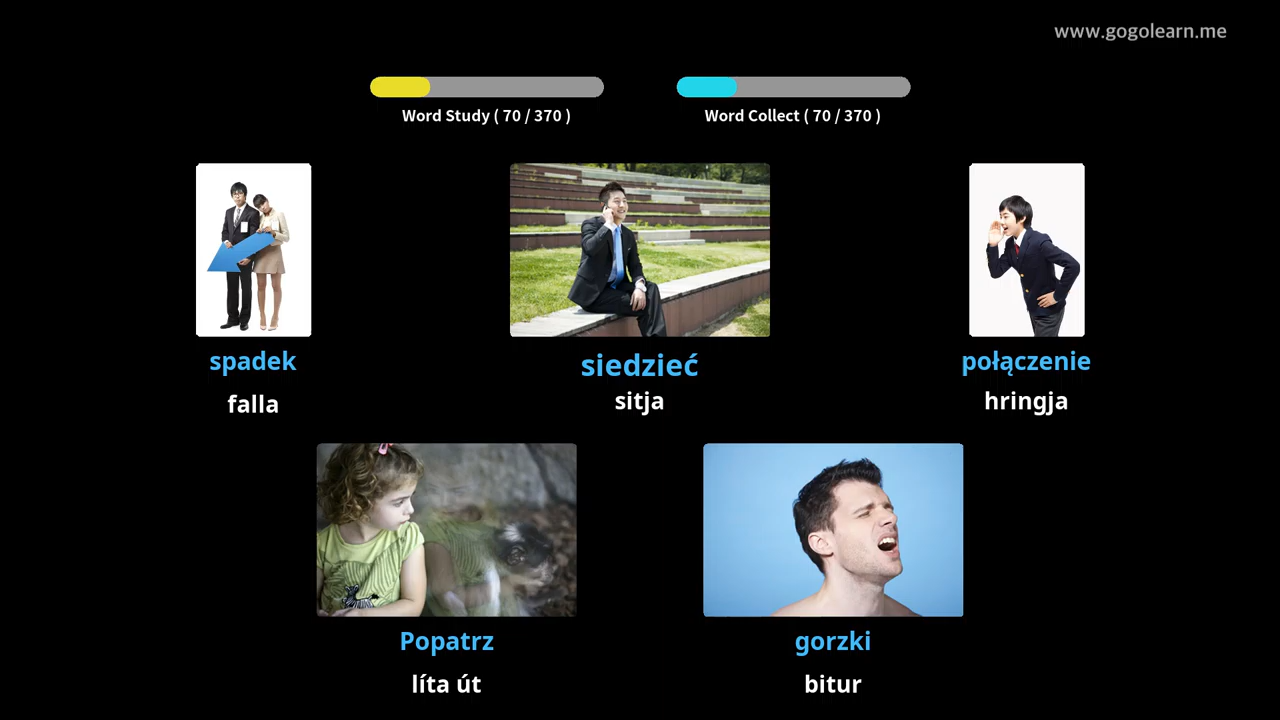 www.gogolearn.me
Word Study ( 70 / 370 )
Word Collect ( 70 / 370 )
spadek
falla
siedzieć
sitja
połączenie
hringja
Popatrz
líta út
gorzki
bitur